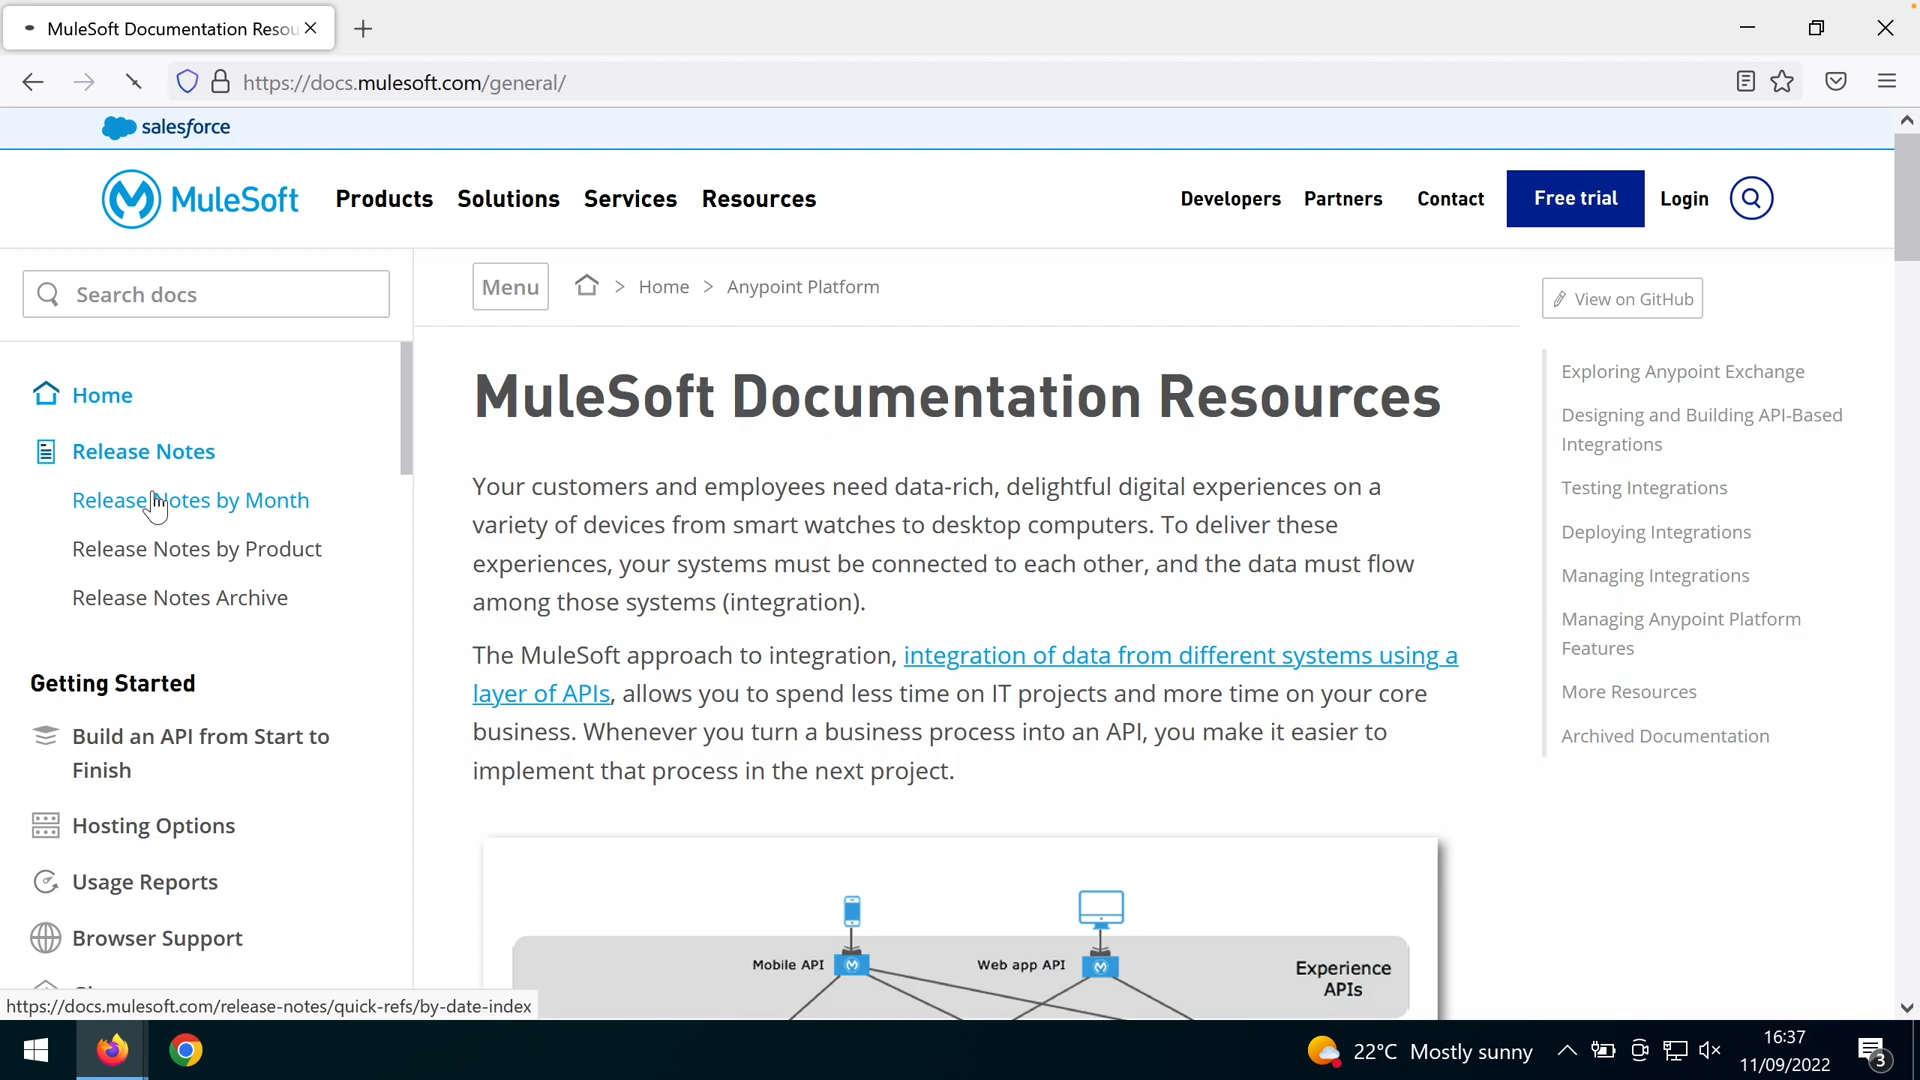 MuleSoft Documentation Resou
https://docs.mulesoft.com/general/
salesforce
MuleSoft
Products
Solutions
Services
Resources
Developers
Partners
Contact
Free trial
Login
Search docs
Menu
>
Home
>
Anypoint Platform
View on GitHub
Home
Release Notes
Release Notes by Month
Release Notes by Product
Release Notes Archive
Getting Started
Build an API from Start to
Finish
Hosting Options
Usage Reports
Browser Support
MuleSoft Documentation Resources
Your customers and employees need data-rich, delightful digital experiences on a
variety of devices from smart watches to desktop computers. To deliver these
experiences, your systems must be connected to each other, and the data must flow
among those systems (integration).
The MuleSoft approach to integration, integration of data from different systems using a
layer of APIs, allows you to spend less time on IT projects and more time on your core
business. Whenever you turn a business process into an API, you make it easier to
implement that process in the next project.
Mobile API
Web app API
Experience
APIs
Exploring Anypoint Exchange
Designing and Building API-Based
Integrations
Testing Integrations
Deploying Integrations
Managing Integrations
Managing Anypoint Platform
Features
More Resources
Archived Documentation
https://docs.mulesoft.com/release-notes/quick-refs/by-date-index
22°C Mostly sunny
16:37
11/09/2022
3